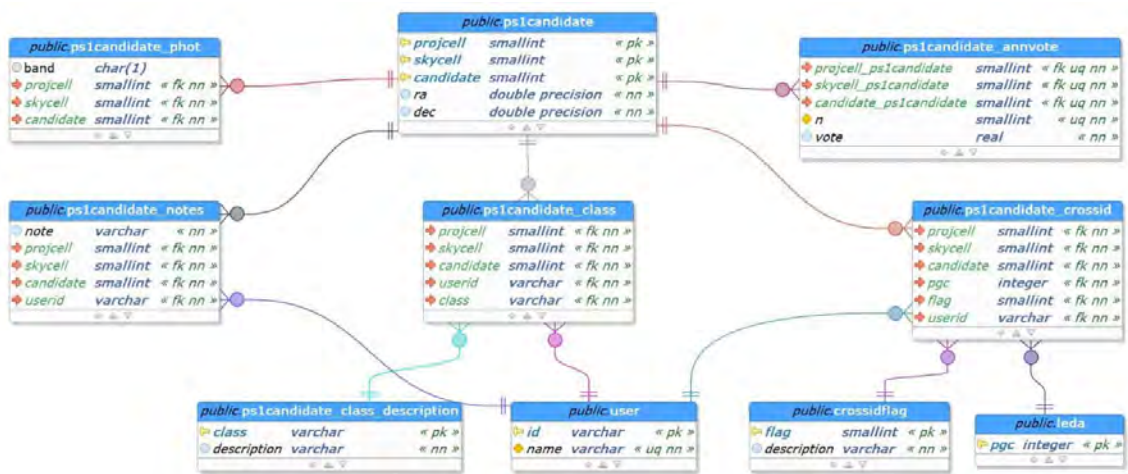 public.ps1candidate
projcell smallint « pk »
skycell smallint « pk »
candidate smallint « pk »
ra double precision « nn »
dec double precision « nn »
public.ps1candidate_phot
band char(1)
projcell smallint « fk nn »
skycell smallint « fk nn »
candidate smallint « fk nn »
public.ps1candidate_annvote
projcell_ps1candidate smallint « fk uq nn »
skycell_ps1candidate smallint « fk uq nn »
candidate_ps1candidate smallint « fk uq nn »
n smallint « uq nn »
vote real « nn »
public.ps1candidate_notes
note varchar « nn »
projcell smallint « fk nn »
skycell smallint « fk nn »
candidate smallint « fk nn »
userid varchar « fk nn »
public.ps1candidate_class
projcell smallint « fk nn »
skycell smallint « fk nn »
candidate smallint « fk nn »
userid varchar « fk nn »
class varchar « fk nn »
public.ps1candidate_crossid
projcell smallint « fk nn »
skycell smallint « fk nn »
candidate smallint « fk nn »
pgc integer « fk nn »
flag smallint « fk nn »
userid varchar « fk nn »
public.ps1candidate_class_description
class varchar « pk »
description varchar « nn »
public.user
id varchar « pk »
name varchar « uq nn »
public.crossidflag
flag smallint « pk »
description varchar « nn »
public.leda
pgc integer « pk »